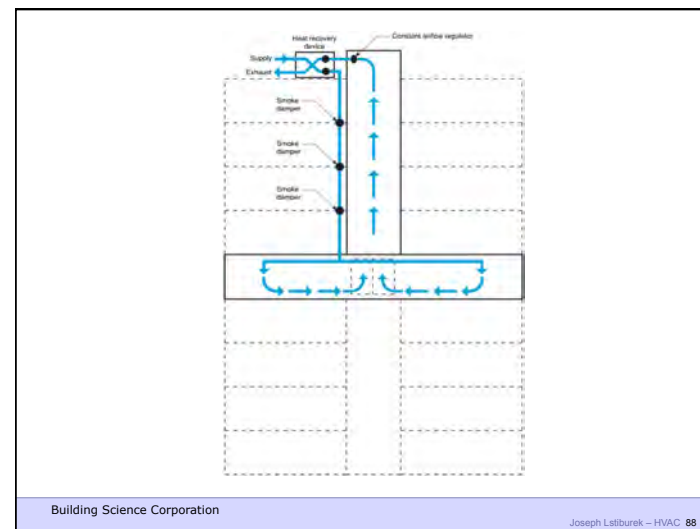 Heat recovery
device
Constant airflow regulator
Supply
Exhaust
Smoke
damper
Smoke
damper
Smoke
damper
Building Science Corporation
Joseph Lstiburek – HVAC 88